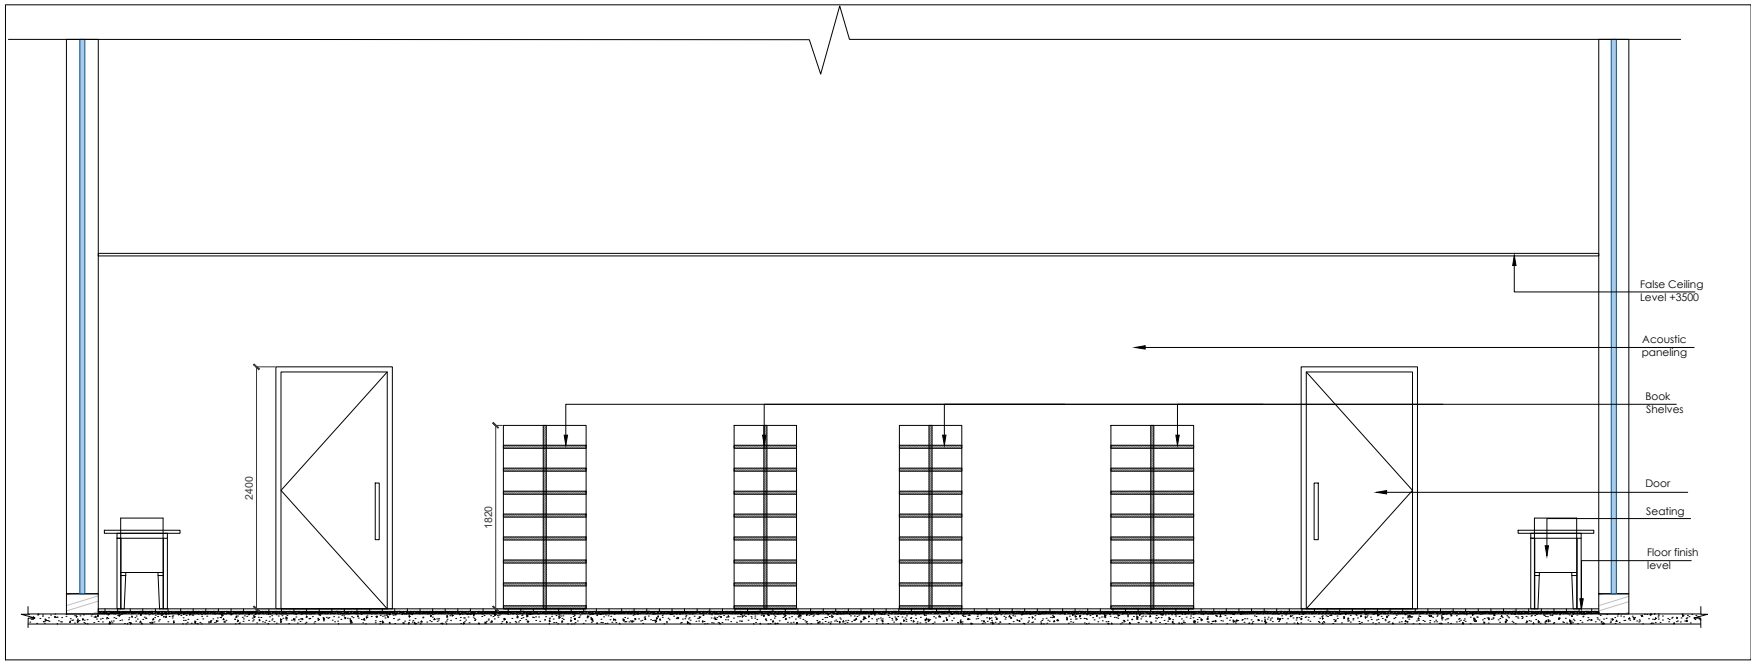 False Ceiling
Level +3500
Acoustic
paneling
Book
Shelves
2400
Door
1820
Seating
Floor finish
level